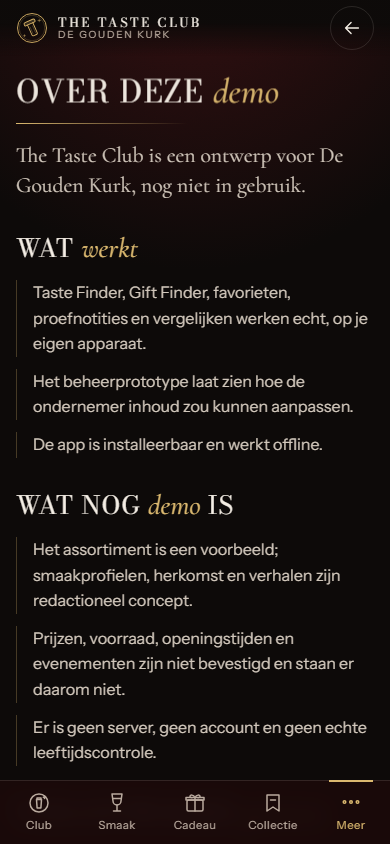 THE TASTE CLUB
DE GOUDEN KURK
OVER DEZE demo
The Taste Club is een ontwerp voor De
Gouden Kurk, nog niet in gebruik.
WAT werkt
Taste Finder, Gift Finder, favorieten,
proefnotities en vergelijken werken echt, op je
eigen apparaat.
Het beheerprototype laat zien hoe de
ondernemer inhoud zou kunnen aanpassen.
De app is installeerbaar en werkt offline.
WAT NOG demo IS
Het assortiment is een voorbeeld;
smaakprofielen, herkomst en verhalen zijn
redactioneel concept.
Prijzen, voorraad, openingstijden en
evenementen zijn niet bevestigd en staan er
daarom niet.
Er is geen server, geen account en geen echte
leeftijdscontrole.
Club Smaak Cadeau Collectie Meer